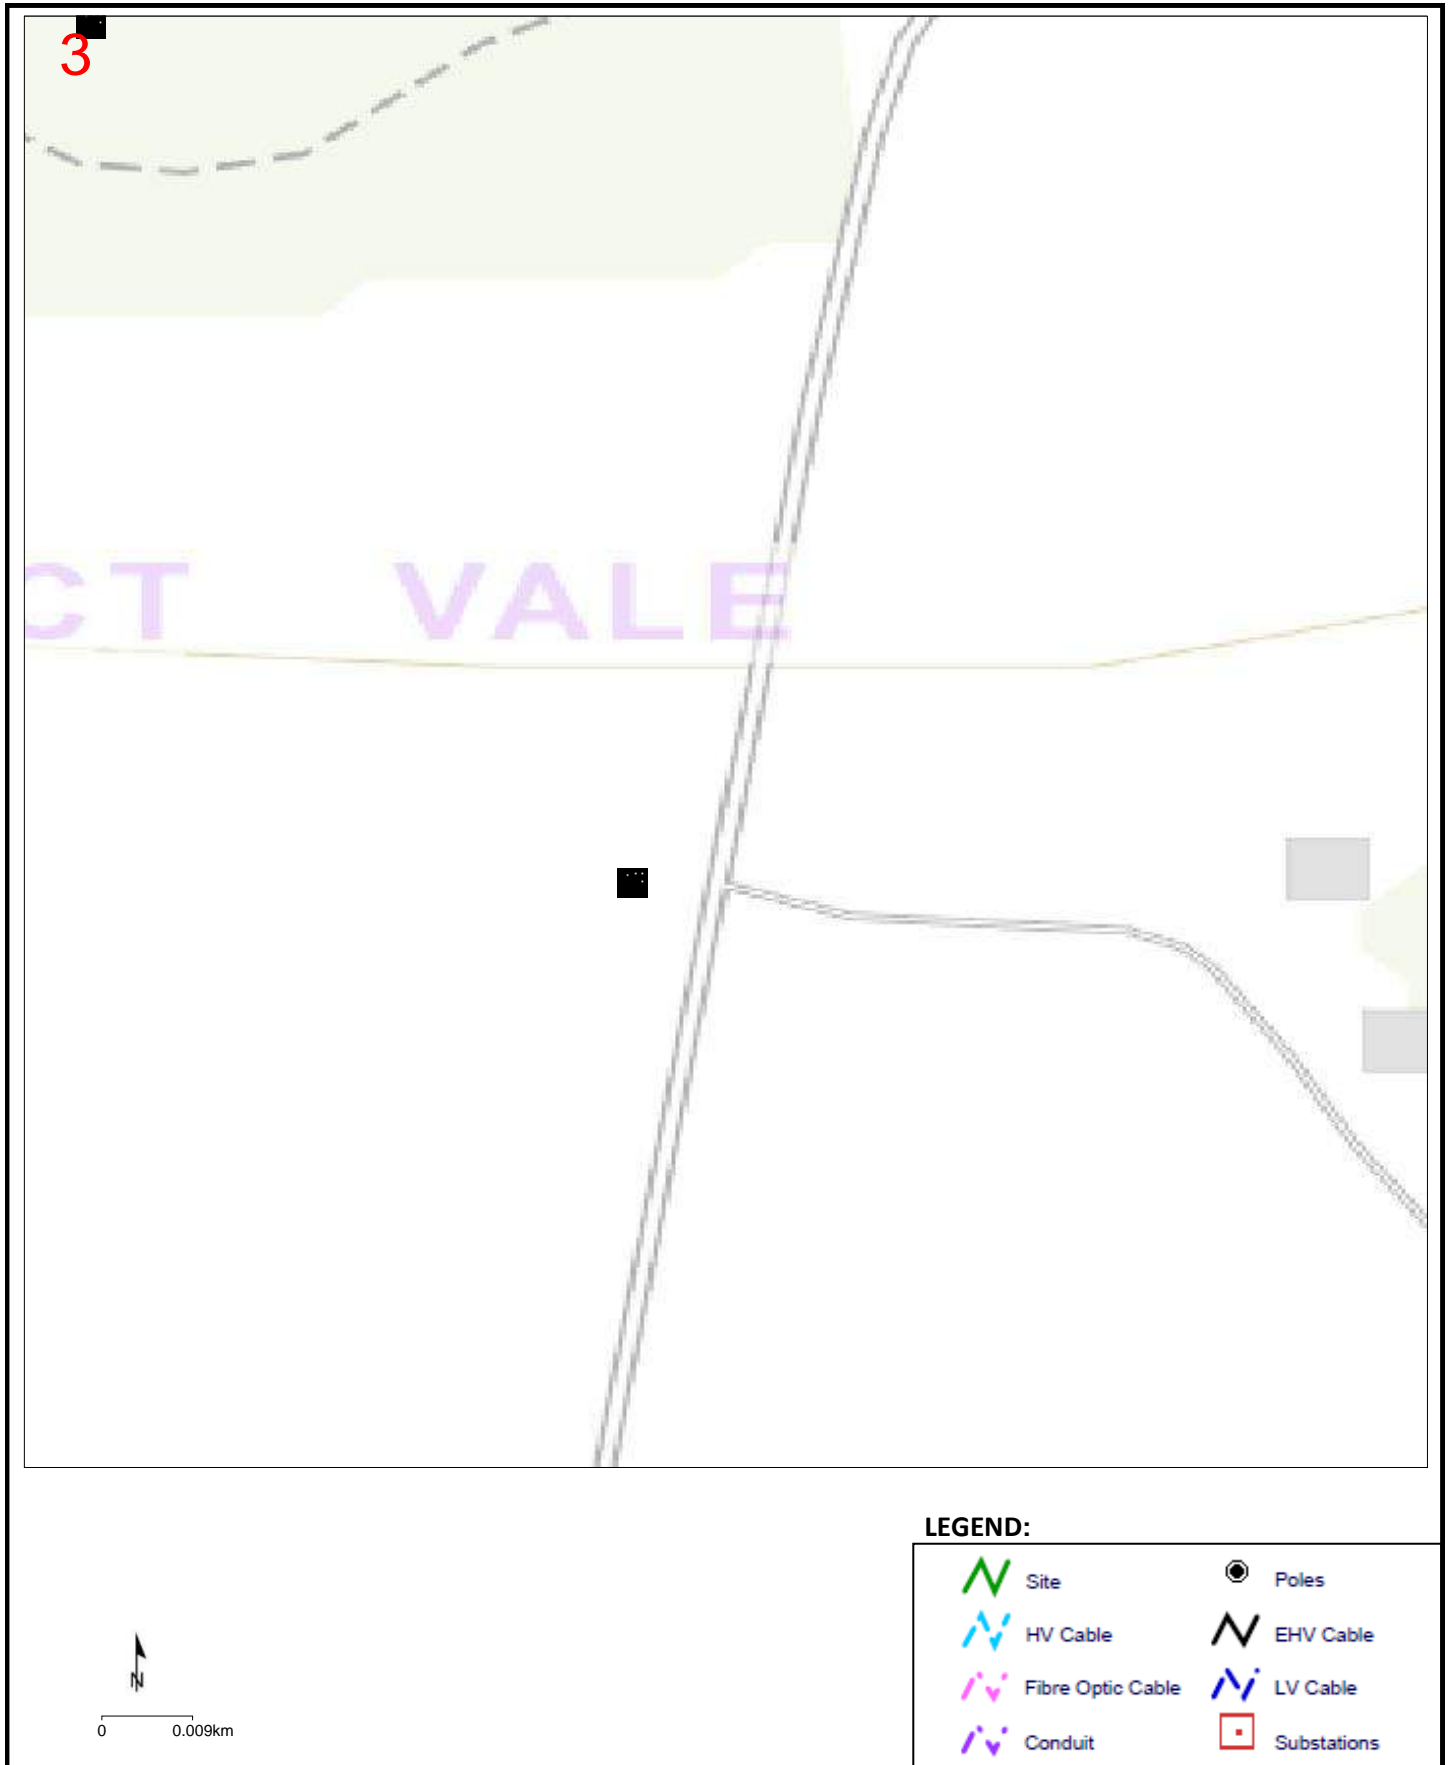 3
CT VALE
LEGEND:
Site
Poles
HV Cable
EHV Cable
Fibre Optic Cable
LV Cable
Conduit
Substations
N
0 0.009km